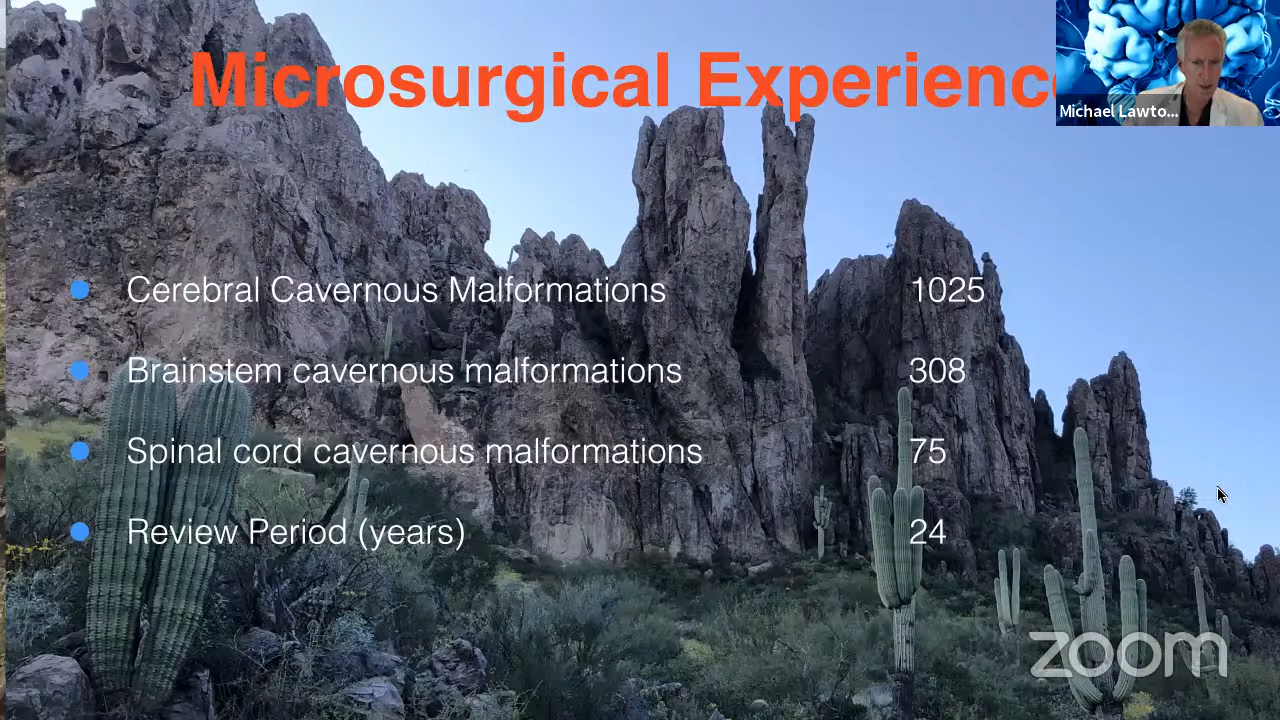 Microsurgical Experience
Michael Lawto...
Cerebral Cavernous Malformations 1025
Brainstem cavernous malformations 308
Spinal cord cavernous malformations 75
Review Period (years) 24
zoom